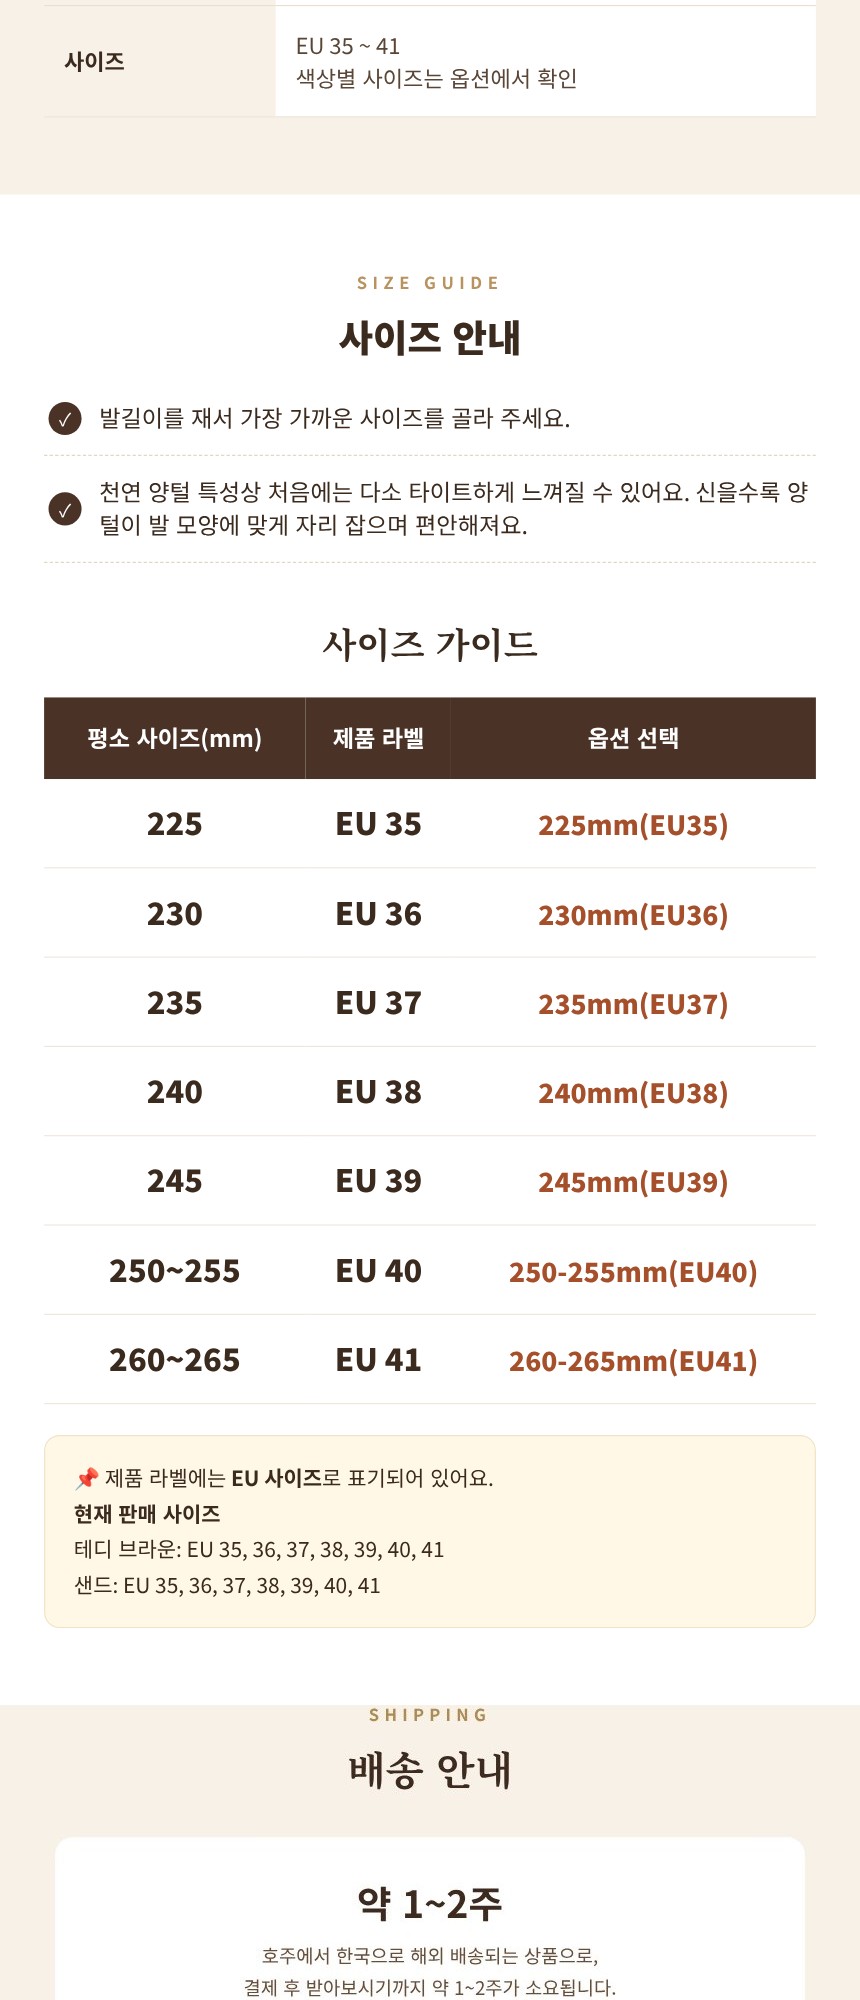 사이즈
EU 35 ~ 41
색상별 사이즈는 옵션에서 확인
SIZE GUIDE
사이즈 안내
✓ 발길이를 재서 가장 가까운 사이즈를 골라 주세요.
✓ 천연 양털 특성상 처음에는 다소 타이트하게 느껴질 수 있어요. 신을수록 양
털이 발 모양에 맞게 자리 잡으며 편안해져요.
사이즈 가이드
평소 사이즈(mm) 제품 라벨 옵션 선택
225 EU 35 225mm(EU35)
230 EU 36 230mm(EU36)
235 EU 37 235mm(EU37)
240 EU 38 240mm(EU38)
245 EU 39 245mm(EU39)
250~255 EU 40 250-255mm(EU40)
260~265 EU 41 260-265mm(EU41)
📌 제품 라벨에는 EU 사이즈로 표기되어 있어요.
현재 판매 사이즈
테디 브라운: EU 35, 36, 37, 38, 39, 40, 41
샌드: EU 35, 36, 37, 38, 39, 40, 41
SHIPPING
배송 안내
약 1~2주
호주에서 한국으로 해외 배송되는 상품으로,
결제 후 받아보시기까지 약 1~2주가 소요됩니다.